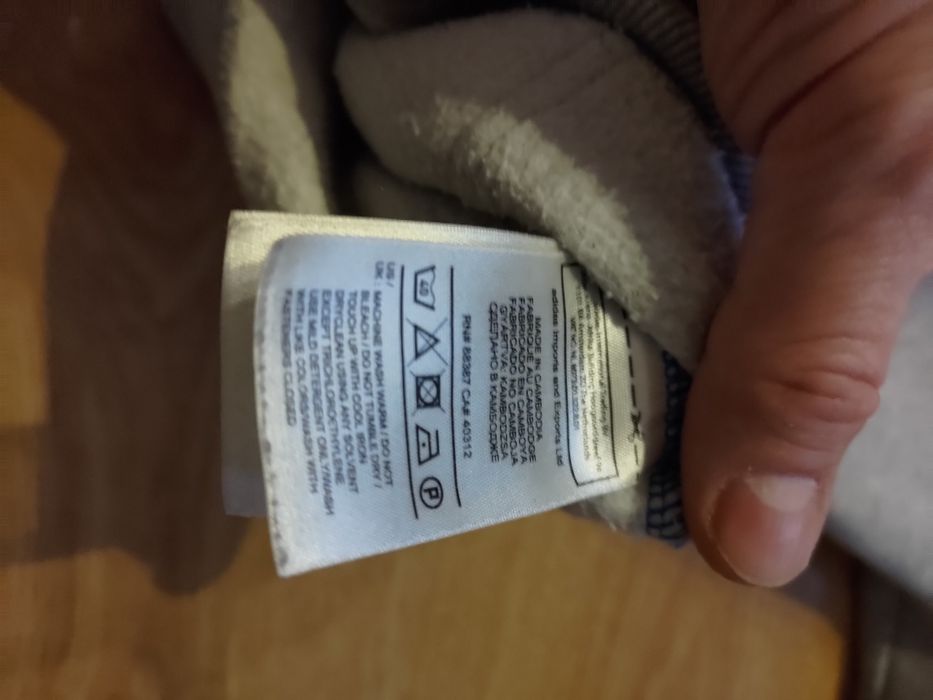 adidas Imports and Exports Ltd
MADE IN CAMBODIA
FABRIQUÉ AU CAMBODGE
FABRICADO EN CAMBOYA
FABRICADO NO CAMBOJA
GYÁRTVA: KAMBODZSA
СДЕЛАНО В КАМБОДЖЕ
RN# 88387 CA# 40312
40
P
US /
UK : MACHINE WASH WARM / DO NOT
BLEACH / DO NOT TUMBLE DRY /
TOUCH UP WITH COOL IRON /
DRYCLEAN USING ANY SOLVENT
EXCEPT TRICHLOROETHYLENE
USE MILD DETERGENT ONLY/WASH
WITH LIKE COLORS/WASH WITH
FASTENERS CLOSED